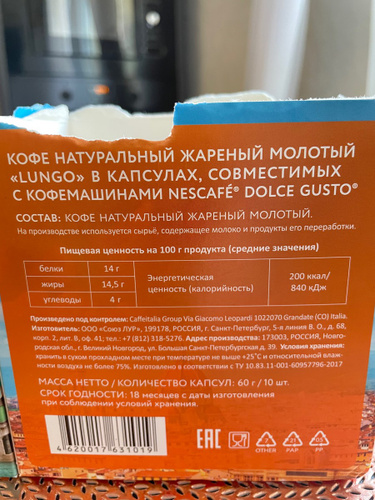 КОФЕ НАТУРАЛЬНЫЙ ЖАРЕНЫЙ МОЛОТЫЙ
«LUNGO» В КАПСУЛАХ, СОВМЕСТИМЫХ
С КОФЕМАШИНАМИ NESCAFÉ® DOLCE GUSTO®
СОСТАВ: КОФЕ НАТУРАЛЬНЫЙ ЖАРЕНЫЙ МОЛОТЫЙ.
На производстве используется сырьё, содержащее молоко и продукты его переработки.
Пищевая ценность на 100 г продукта (средние значения)
белки 14 г
жиры 14,5 г
углеводы 4 г
Энергетическая ценность (калорийность)
200 ккал/
840 кДж
Произведено под контролем: Caffeitalia Group Via Giacomo Leopardi 1022070 Grandate (CO) Italia.
Изготовитель: ООО «Союз ЛУР», 199178, РОССИЯ, г. Санкт-Петербург, 5-я линия В. О., д. 68,
корп. 2, лит. В, оф. 41; тел.: +7 (812) 318-5276. Адрес производства: 173003, РОССИЯ, Новго-
родская обл., г. Великий Новгород, ул. Большая Санкт-Петербургская д. 39. Условия хранения:
хранить в сухом прохладном месте при температуре не выше +25°С и относительной влаж-
ности воздуха не более 75%. Изготовлено в соответствии с ТУ 10.83.11-001-60957796-2017
МАССА НЕТТО / КОЛИЧЕСТВО КАПСУЛ: 60 г / 10 шт.
СРОК ГОДНОСТИ: 18 месяцев с даты изготовления
при соблюдении условий хранения.
4 620017 631019
EAC
OTHER
PAP
PP